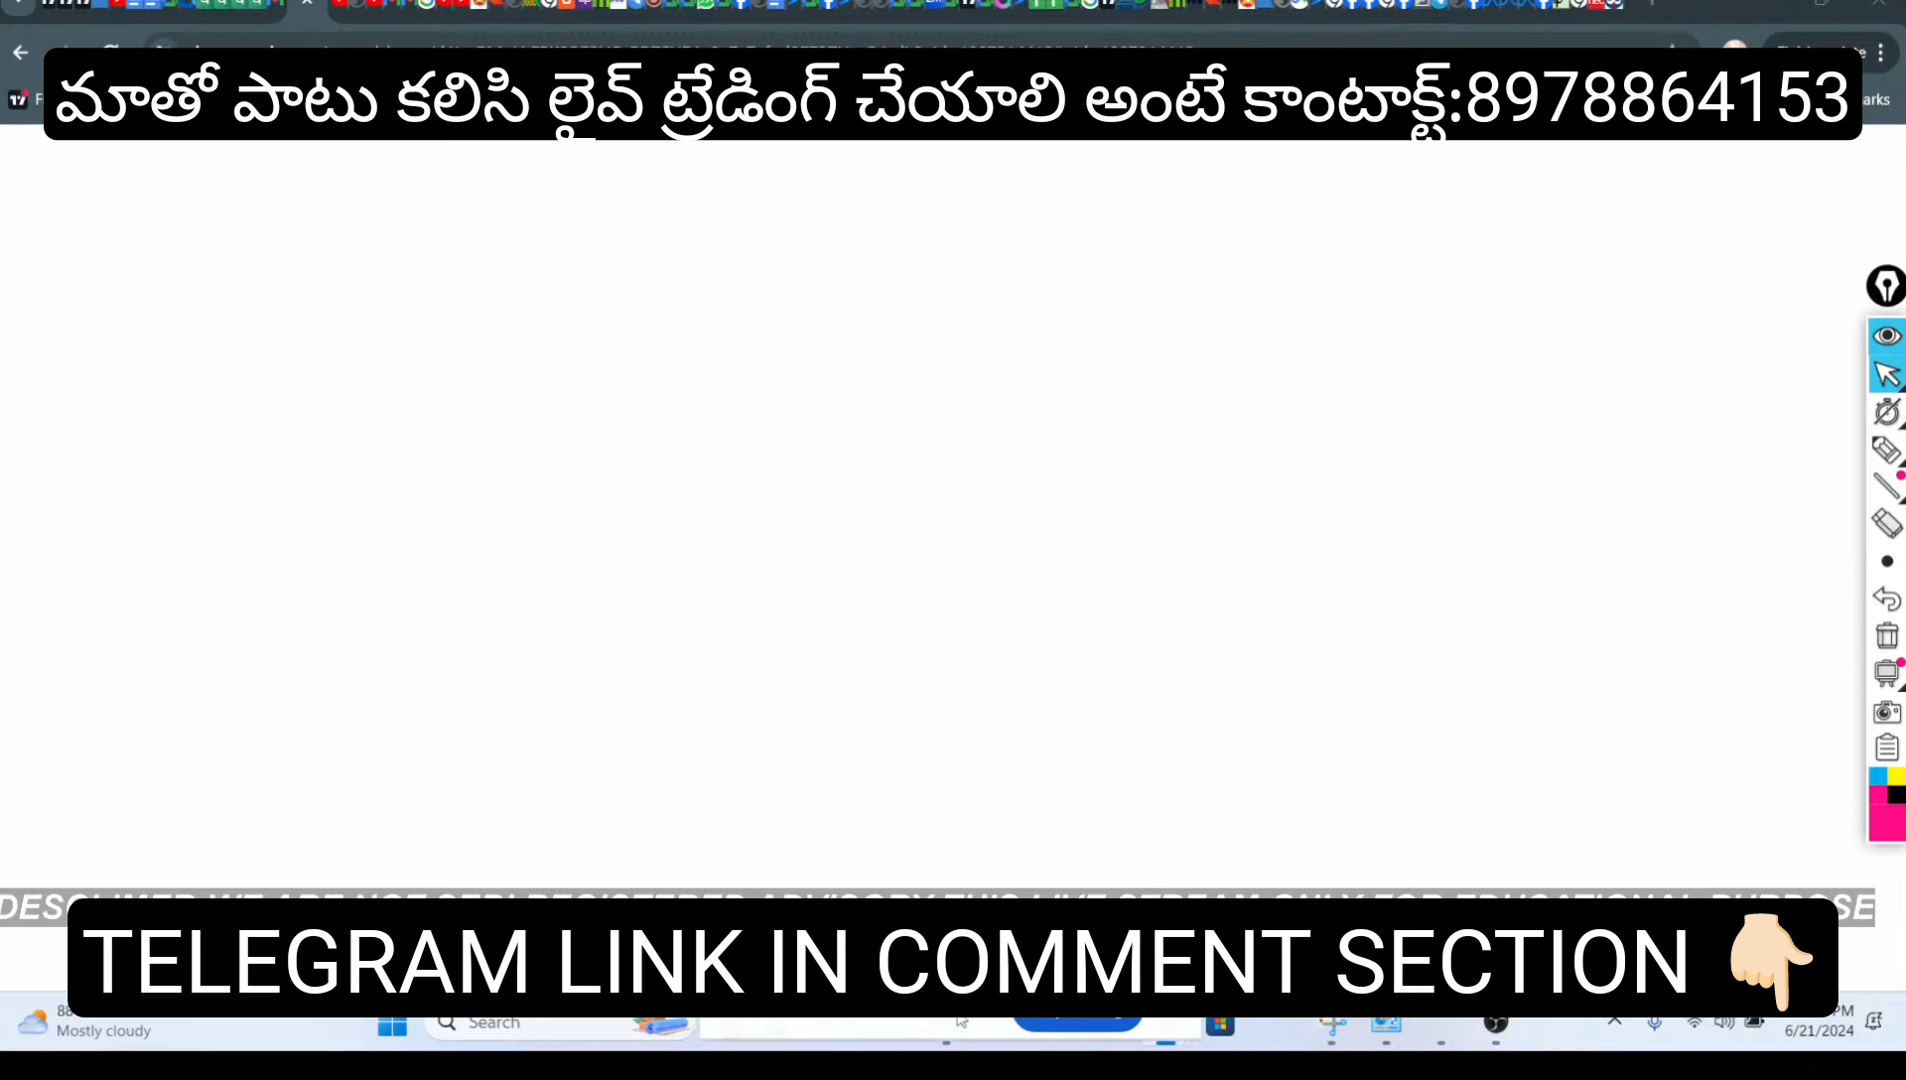 మాతో పాటు కలిసి లైవ్ ట్రేడింగ్ చేయాలి అంటే కాంటాక్ట్:8978864153
TELEGRAM LINK IN COMMENT SECTION 👇🏻
Mostly cloudy
Search
6/21/2024